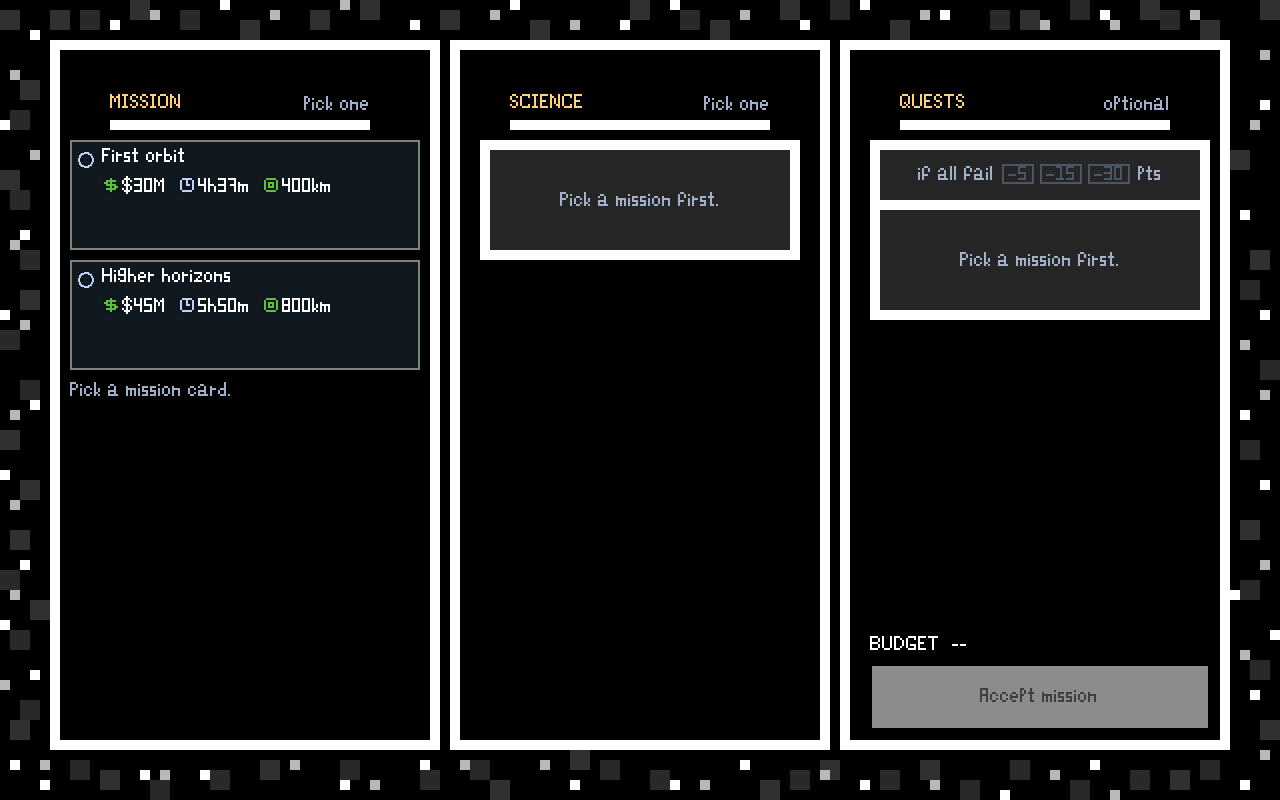 MISSION Pick one
First orbit
$30M 4h37m 400km
Higher horizons
$45M 5h50m 800km
Pick a mission card.
SCIENCE Pick one
Pick a mission first.
QUESTS optional
if all fail -5 -15 -30 Pts
Pick a mission first.
BUDGET --
Accept mission